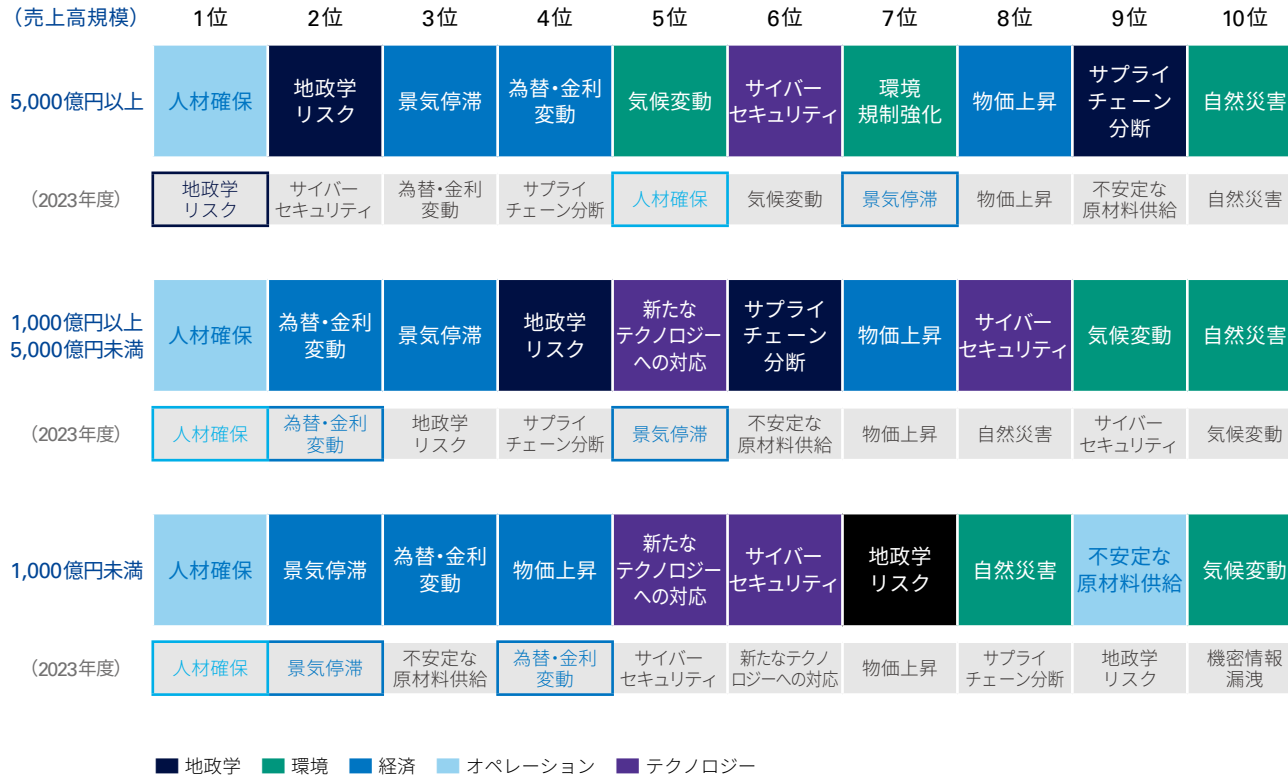 （売上高規模）　1位　2位　3位　4位　5位　6位　7位　8位　9位　10位
5,000億円以上
人材確保
地政学
リスク
景気停滞
為替・金利
変動
気候変動
サイバー
セキュリティ
環境
規制強化
物価上昇
サプライ
チェーン
分断
自然災害
（2023年度）
地政学
リスク
サイバー
セキュリティ
為替・金利
変動
サプライ
チェーン分断
人材確保
気候変動
景気停滞
物価上昇
不安定な
原材料供給
自然災害
1,000億円以上
5,000億円未満
人材確保
為替・金利
変動
景気停滞
地政学
リスク
新たな
テクノロジー
への対応
サプライ
チェーン
分断
物価上昇
サイバー
セキュリティ
気候変動
自然災害
（2023年度）
人材確保
為替・金利
変動
地政学
リスク
サプライ
チェーン分断
景気停滞
不安定な
原材料供給
物価上昇
自然災害
サイバー
セキュリティ
気候変動
1,000億円未満
人材確保
景気停滞
為替・金利
変動
物価上昇
新たな
テクノロジー
への対応
サイバー
セキュリティ
地政学
リスク
自然災害
不安定な
原材料供給
気候変動
（2023年度）
人材確保
景気停滞
不安定な
原材料供給
為替・金利
変動
サイバー
セキュリティ
新たなテクノ
ロジーへの対応
物価上昇
サプライ
チェーン分断
地政学
リスク
機密情報
漏洩
地政学　環境　経済　オペレーション　テクノロジー